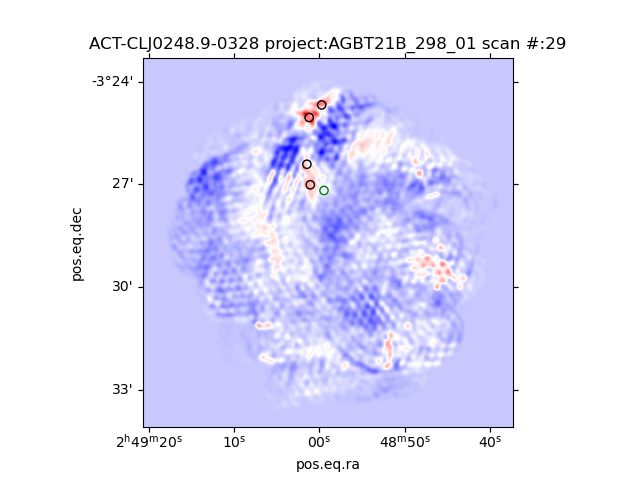 ACT-CLJ0248.9-0328 project:AGBT21B_298_01 scan #:29
-3°24'
27'
30'
33'
pos.eq.dec
2ʰ49ᵐ20ˢ 10ˢ 00ˢ 48ᵐ50ˢ 40ˢ
pos.eq.ra